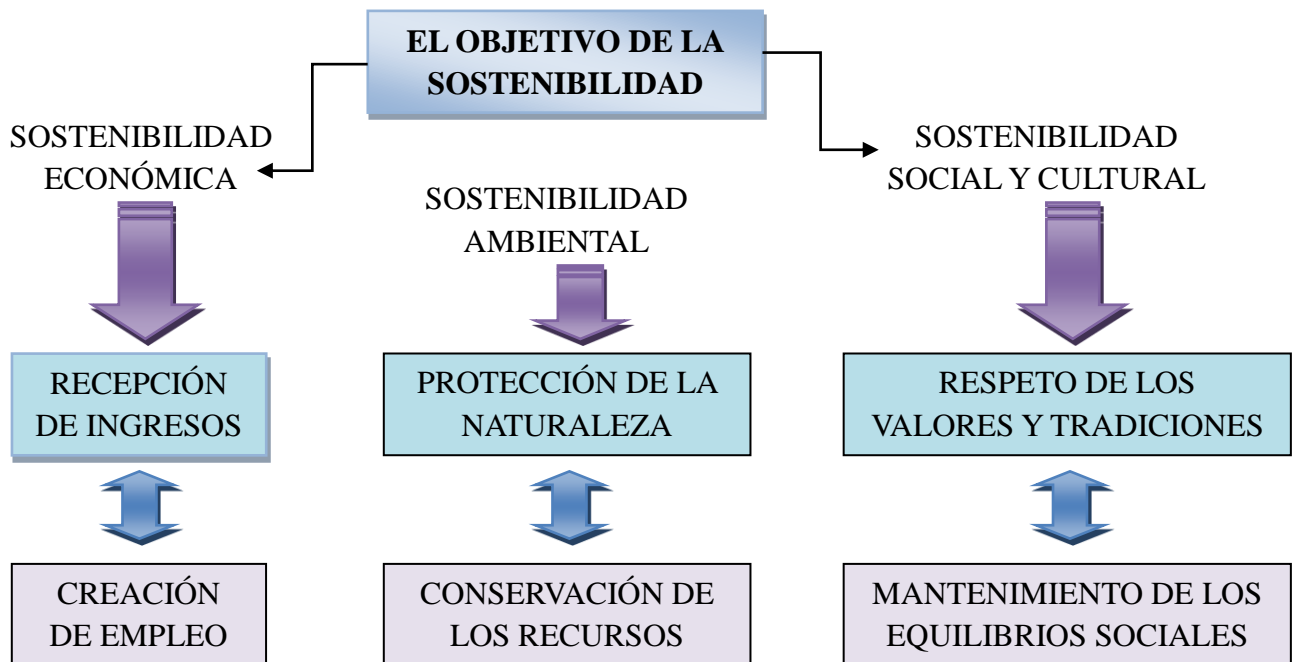 EL OBJETIVO DE LA
SOSTENIBILIDAD
SOSTENIBILIDAD
ECONÓMICA
SOSTENIBILIDAD
AMBIENTAL
SOSTENIBILIDAD
SOCIAL Y CULTURAL
RECEPCIÓN
DE INGRESOS
PROTECCIÓN DE LA
NATURALEZA
RESPETO DE LOS
VALORES Y TRADICIONES
CREACIÓN
DE EMPLEO
CONSERVACIÓN DE
LOS RECURSOS
MANTENIMIENTO DE LOS
EQUILIBRIOS SOCIALES